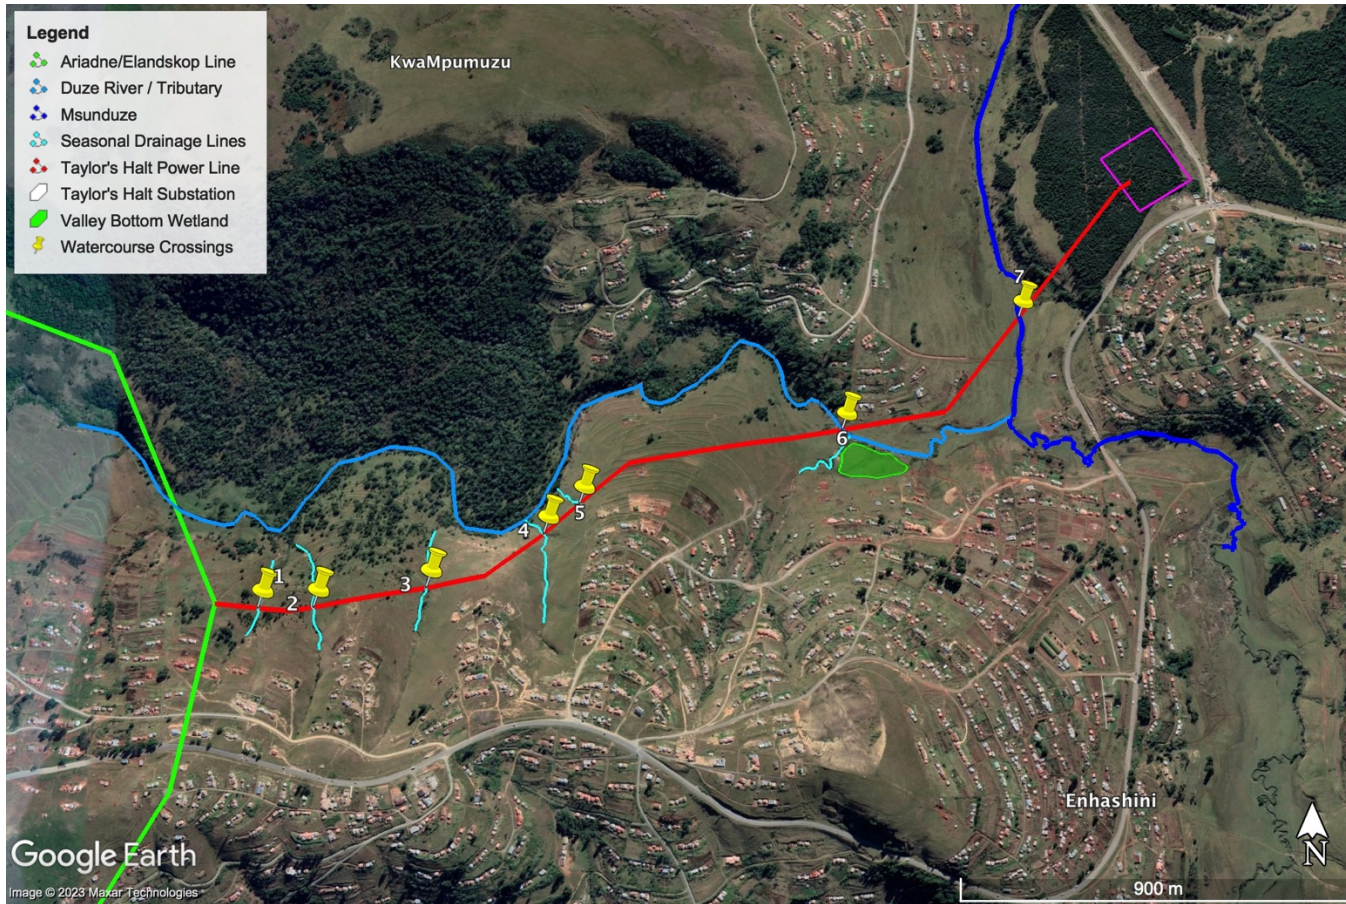 Legend
Ariadne/Elandskop Line
Duze River / Tributary
Msunduze
Seasonal Drainage Lines
Taylor's Halt Power Line
Taylor's Halt Substation
Valley Bottom Wetland
Watercourse Crossings
KwaMpumuzu
7
6
5
4
3
1
2
Enhashini
N
900 m
Google Earth
Image © 2023 Maxar Technologies